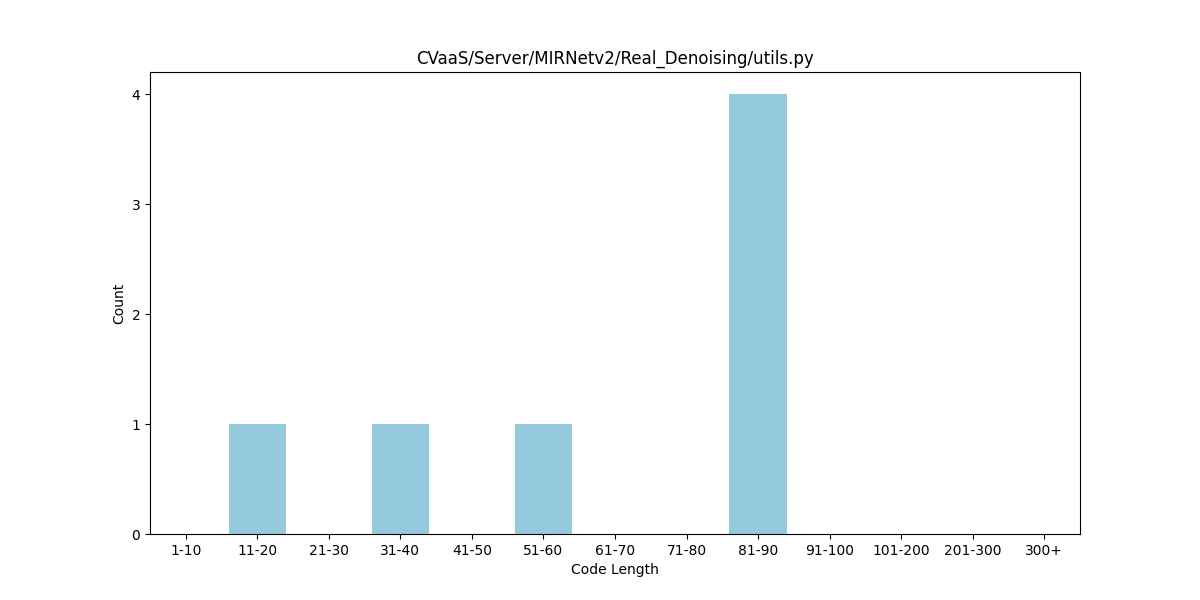 CVaaS/Server/MIRNetv2/Real_Denoising/utils.py
Count
4
3
2
1
0
1-10 11-20 21-30 31-40 41-50 51-60 61-70 71-80 81-90 91-100 101-200 201-300 300+
Code Length